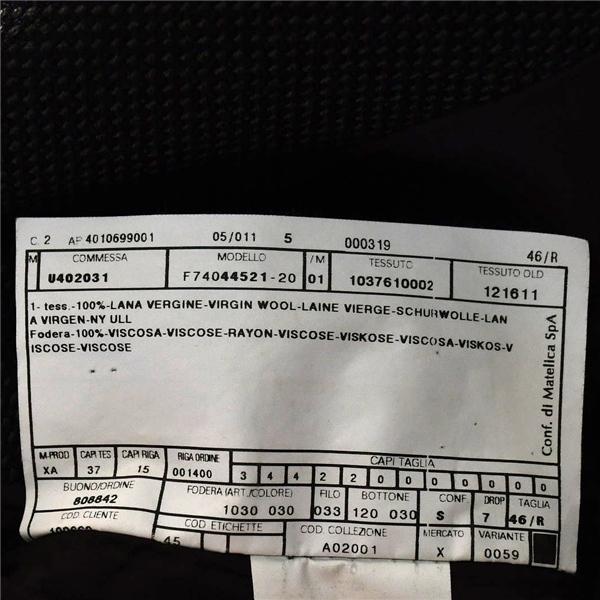 C. 2 AP 4010699001 05/011 5 000319 46/R
M COMMESSA MODELLO /M TESSUTO TESSUTO OLD
U402031 F74044521-20 01 1037610002 121611
1- tess.-100%-LANA VERGINE-VIRGIN WOOL-LAINE VIERGE-SCHURWOLLE-LAN
A VIRGEN-NY ULL
Fodera-100%-VISCOSA-VISCOSE-RAYON-VISCOSE-VISKOSE-VISCOSA-VISKOS-V
ISCOSE-VISCOSE
Conf. di Matelica SpA
M-PROD CAPI TES CAPI RIGA RIGA ORDINE CAPI TAGLIA
XA 37 15 001400 3 4 4 2 2 0 0 0 0 0 0
BUONO/ORDINE FODERA (ART./COLORE) FILO BOTTONE CONF. DROP TAGLIA
808842 1030 030 033 120 030 S 7 46/R
COD. CLIENTE COD. ETICHETTE COD. COLLEZIONE MERCATO VARIANTE
45 A02001 X 0059